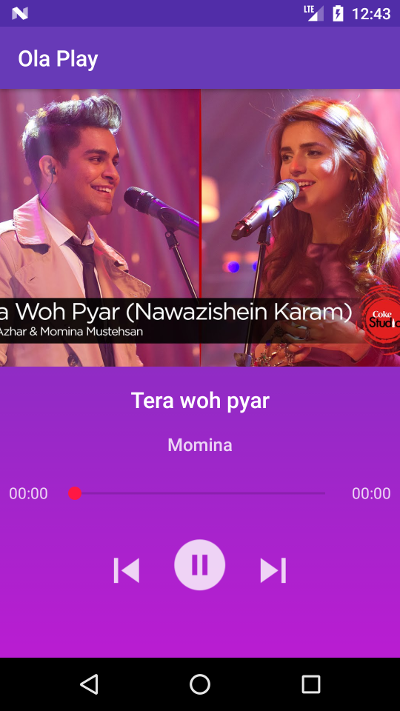 LTE 12:43
Ola Play
a Woh Pyar (Nawazishein Karam)
Azhar & Momina Mustehsan
Coke
Studio
Tera woh pyar
Momina
00:00 00:00